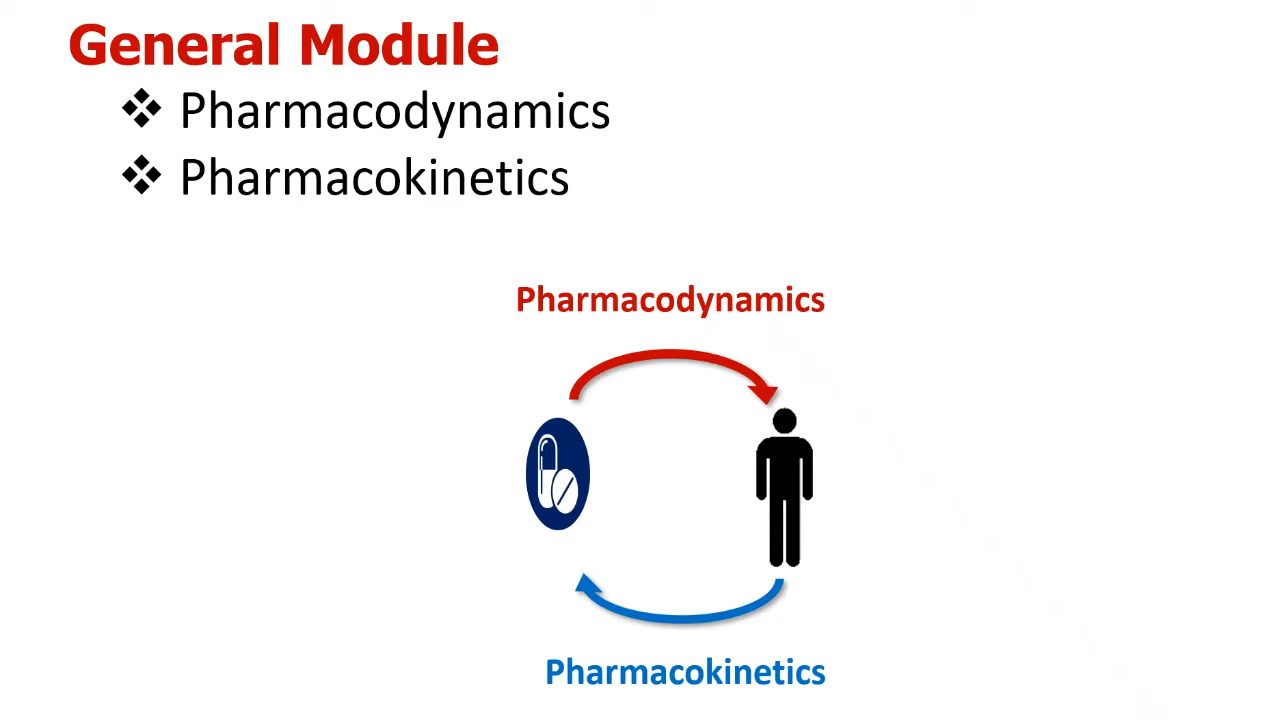 General Module
❖ Pharmacodynamics
❖ Pharmacokinetics
Pharmacodynamics
Pharmacokinetics